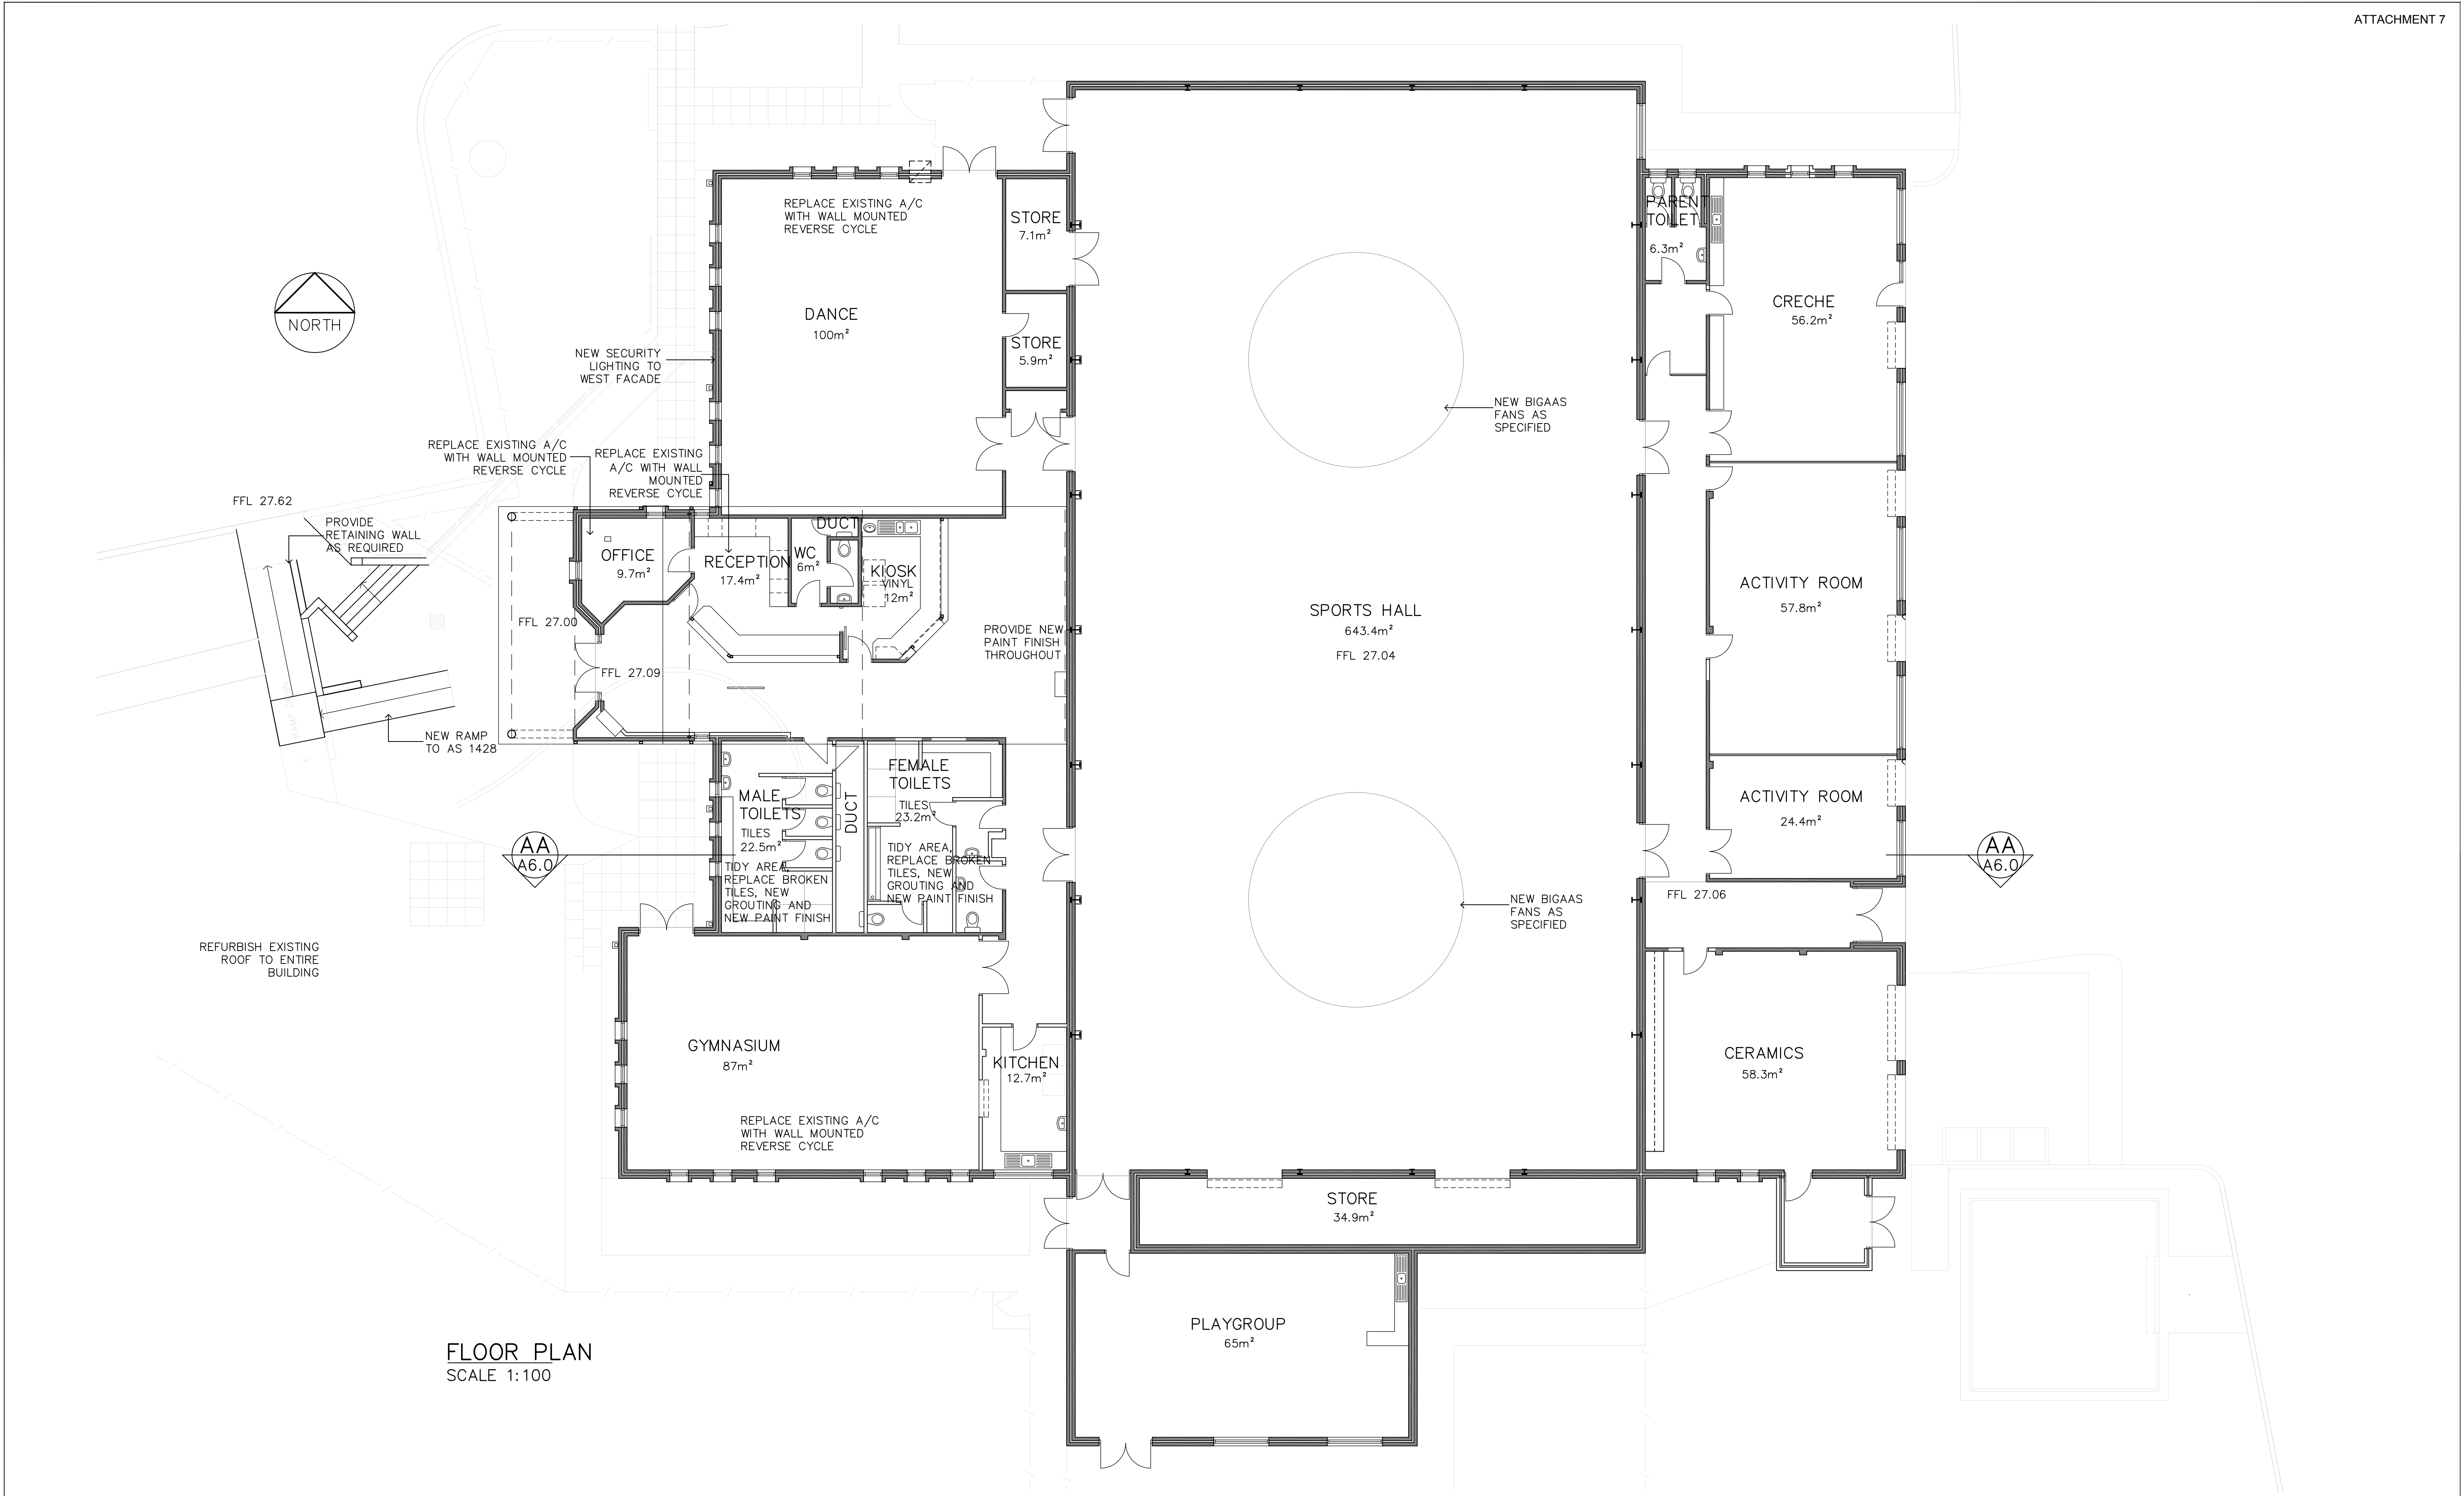 ATTACHMENT 7
NORTH
REPLACE EXISTING A/C
WITH WALL MOUNTED
REVERSE CYCLE
STORE
7.1m²
DANCE
100m²
STORE
5.9m²
NEW SECURITY
LIGHTING TO
WEST FACADE
REPLACE EXISTING A/C
WITH WALL MOUNTED
REVERSE CYCLE
REPLACE EXISTING
A/C WITH WALL
MOUNTED
REVERSE CYCLE
FFL 27.62
PROVIDE
RETAINING WALL
AS REQUIRED
OFFICE
9.7m²
RECEPTION
17.4m²
DUCT
WC
6m²
KIOSK
VINYL
12m²
FFL 27.00
FFL 27.09
PROVIDE NEW
PAINT FINISH
THROUGHOUT
NEW RAMP
TO AS 1428
NEW BIGAAS
FANS AS
SPECIFIED
SPORTS HALL
643.4m²
FFL 27.04
NEW BIGAAS
FANS AS
SPECIFIED
PARENT
TOILET
6.3m²
CRECHE
56.2m²
ACTIVITY ROOM
57.8m²
ACTIVITY ROOM
24.4m²
FFL 27.06
AA
A6.0
AA
A6.0
MALE
TOILETS
TILES
22.5m²
TIDY AREA,
REPLACE BROKEN
TILES, NEW
GROUTING AND
NEW PAINT FINISH
DUCT
FEMALE
TOILETS
TILES
23.2m²
TIDY AREA,
REPLACE BROKEN
TILES, NEW
GROUTING AND
NEW PAINT FINISH
REFURBISH EXISTING
ROOF TO ENTIRE
BUILDING
GYMNASIUM
87m²
REPLACE EXISTING A/C
WITH WALL MOUNTED
REVERSE CYCLE
KITCHEN
12.7m²
CERAMICS
58.3m²
STORE
34.9m²
PLAYGROUP
65m²
FLOOR PLAN
SCALE 1:100